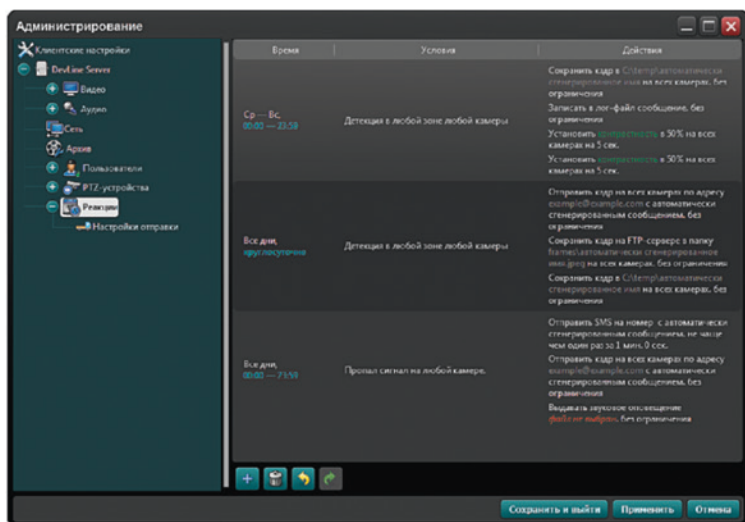 Администрирование
Клиентские настройки
DevLine Server
Видео
Аудио
Сеть
Архив
Пользователи
PTZ-устройства
Реакции
Настройки отправки
Время Условия Действия
Ср — Вс,
00:00 — 23:59
Детекция в любой зоне любой камеры
Сохранить кадр в C:\temp\автоматически
сгенерированное имя на всех камерах, без
ограничения
Записать в лог-файл сообщение, без
ограничения
Установить контрастность в 50% на всех
камерах на 5 сек.
Установить контрастность в 50% на всех
камерах на 5 сек.
Все дни,
круглосуточно
Детекция в любой зоне любой камеры
Отправить кадр на всех камерах по адресу
example@example.com с автоматически
сгенерированным сообщением, без
ограничения
Сохранить кадр на FTP-сервере в папку
frames\автоматически сгенерированное
имя.jpeg на всех камерах, без ограничения
Сохранить кадр в C:\temp\автоматически
сгенерированное имя на всех камерах, без
ограничения
Все дни,
00:00 — 23:59
Пропал сигнал на любой камере.
Отправить SMS на номер с автоматически
сгенерированным сообщением, не чаще
чем один раз за 1 мин. 0 сек.
Отправить кадр на всех камерах по адресу
example@example.com с автоматически
сгенерированным сообщением, без
ограничения
Выдавать звуковое оповещение
файл не выбран, без ограничения
Сохранить и выйти Применить Отмена